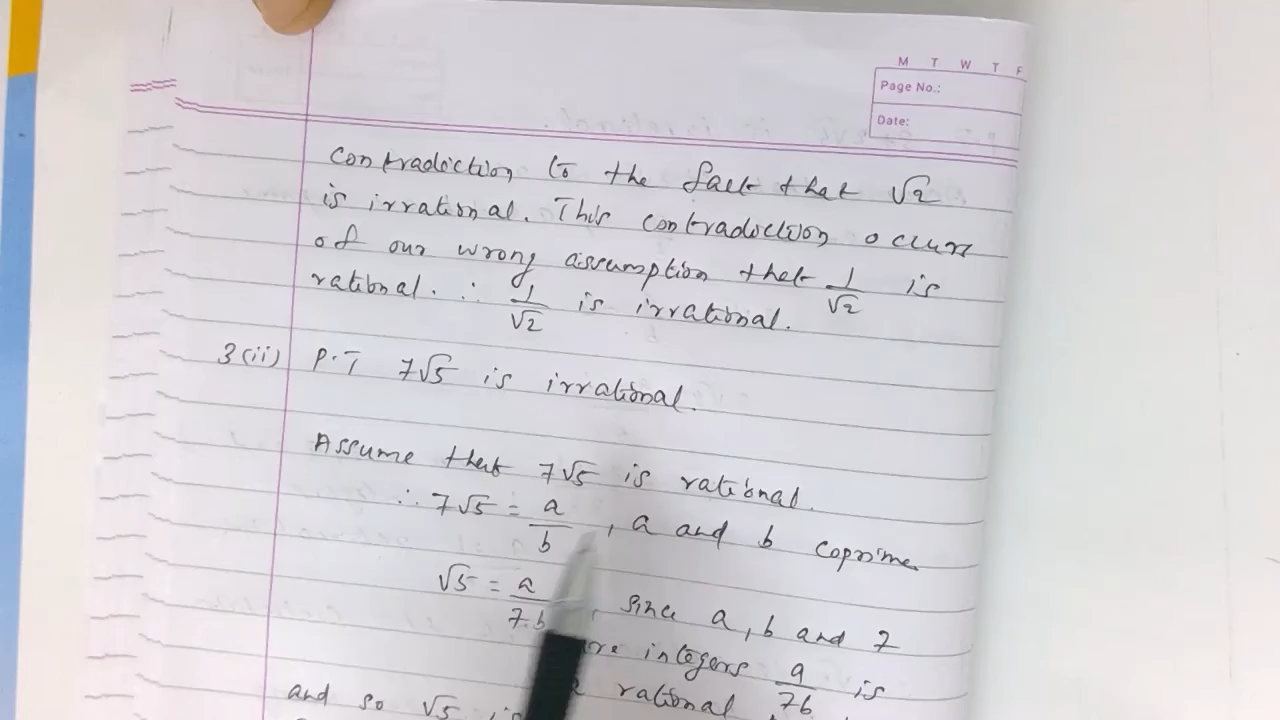 M T W T F
Page No.:
Date:
contradiction to the fact that √2
is irrational. This contradiction occurs
of our wrong assumption that 1/√2 is
rational. ∴ 1/√2 is irrational.
3(ii) P.T 7√5 is irrational.
Assume that 7√5 is rational.
∴ 7√5 = a/b, a and b coprime
√5 = a/7.b, since a, b and 7
integers a/7b is
and so √5 is rational